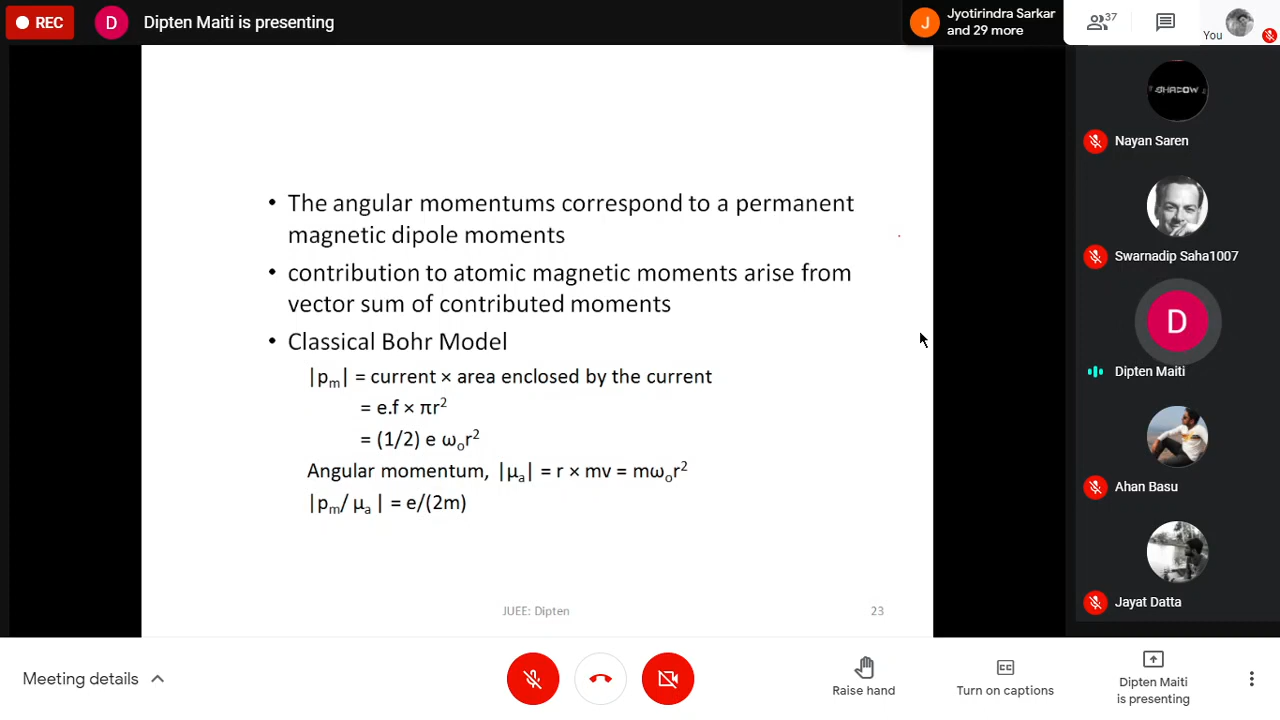 REC
D
Dipten Maiti is presenting
J
Jyotirindra Sarkar
and 29 more
37
You
• The angular momentums correspond to a permanent
magnetic dipole moments
• contribution to atomic magnetic moments arise from
vector sum of contributed moments
• Classical Bohr Model
|pₘ| = current × area enclosed by the current
= e.f × πr²
= (1/2) e ωₒr²
Angular momentum, |μₐ| = r × mv = mωₒr²
|pₘ/ μₐ | = e/(2m)
JUEE: Dipten
23
SHADOW
Nayan Saren
Swarnadip Saha1007
D
Dipten Maiti
Ahan Basu
Jayat Datta
Meeting details
Raise hand
CC
Turn on captions
Dipten Maiti
is presenting